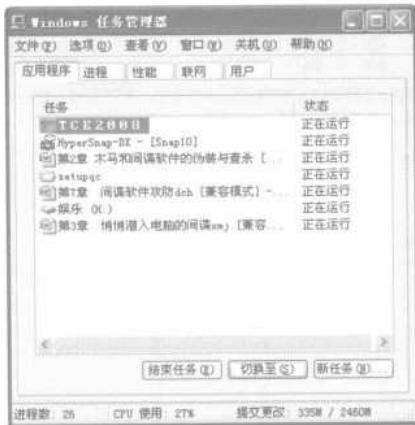 Windows 任务管理器
文件(F) 选项(O) 查看(V) 窗口(W) 关机(U) 帮助(H)
应用程序 进程 性能 联网 用户
任务 状态
TCE2008 正在运行
HyperSnap-DX - [Snap10] 正在运行
第2章 木马和间谍软件的伪装与查杀 [... 正在运行
setupqc 正在运行
第7章 间谍软件攻防dch [兼容模式] -... 正在运行
娱乐 (H:) 正在运行
第3章 悄悄潜入电脑的间谍xmj [兼容... 正在运行
结束任务(E) 切换至(S) 新任务(N)...
进程数: 26 CPU 使用: 27% 提交更改: 335M / 2460M